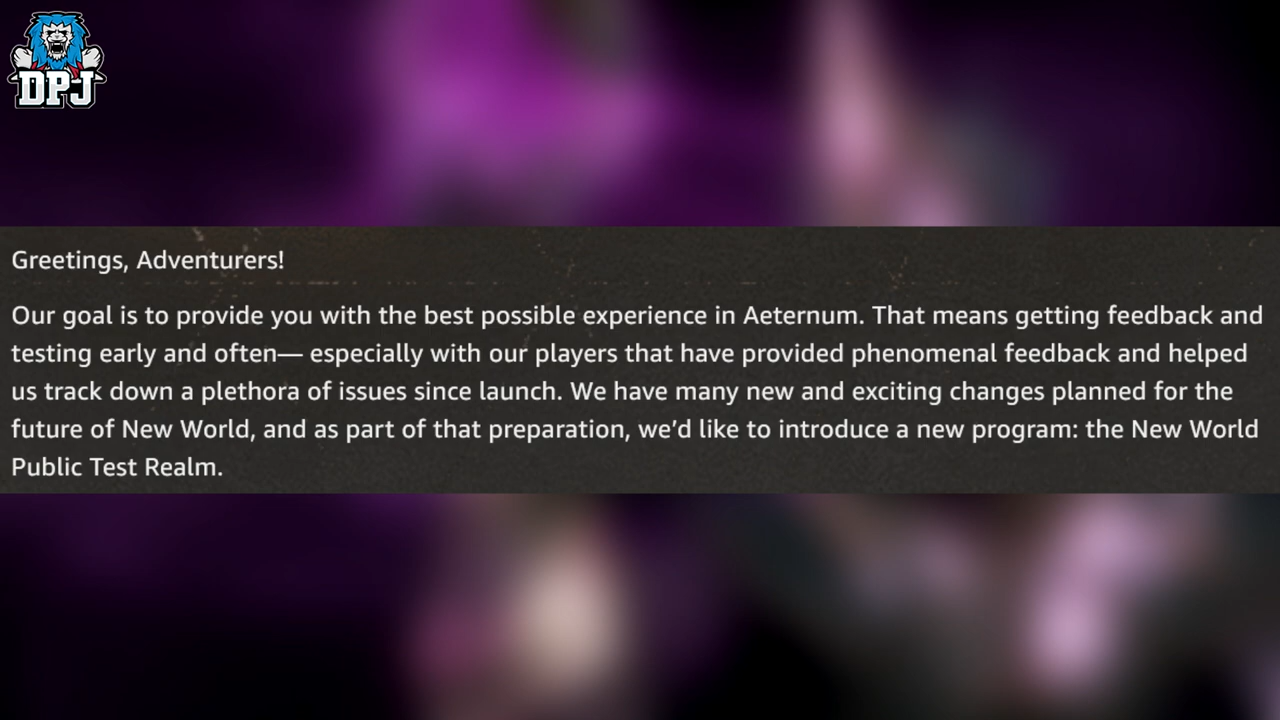 DPJ
Greetings, Adventurers!
Our goal is to provide you with the best possible experience in Aeternum. That means getting feedback and
testing early and often— especially with our players that have provided phenomenal feedback and helped
us track down a plethora of issues since launch. We have many new and exciting changes planned for the
future of New World, and as part of that preparation, we’d like to introduce a new program: the New World
Public Test Realm.